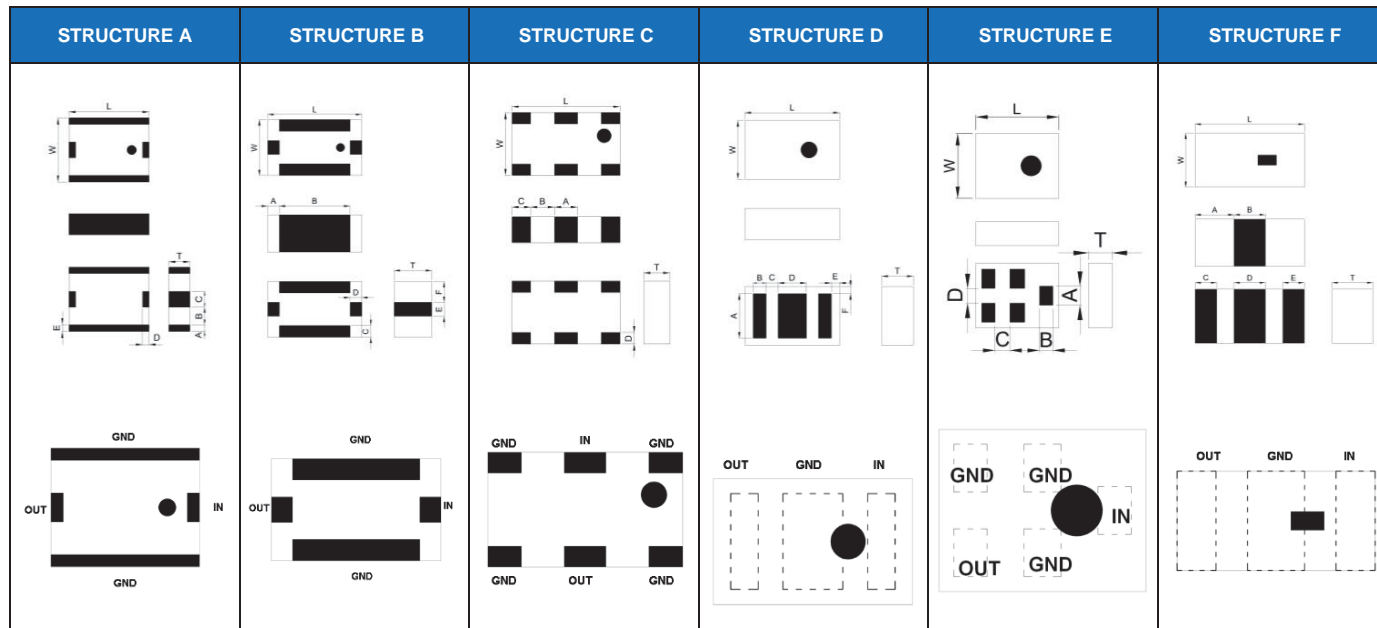 STRUCTURE A
STRUCTURE B
STRUCTURE C
STRUCTURE D
STRUCTURE E
STRUCTURE F
L
W
T
C
B
A
E
D
GND
OUT
IN
GND
L
W
A B
T
D
F
E
C
GND
OUT
IN
GND
L
W
C B A
T
D
GND IN GND
GND OUT GND
L
W
B C D E
T
A
F
OUT GND IN
L
W
T
D
A
C B
GND GND
IN
OUT GND
L
W
A B
C D E T
OUT GND IN